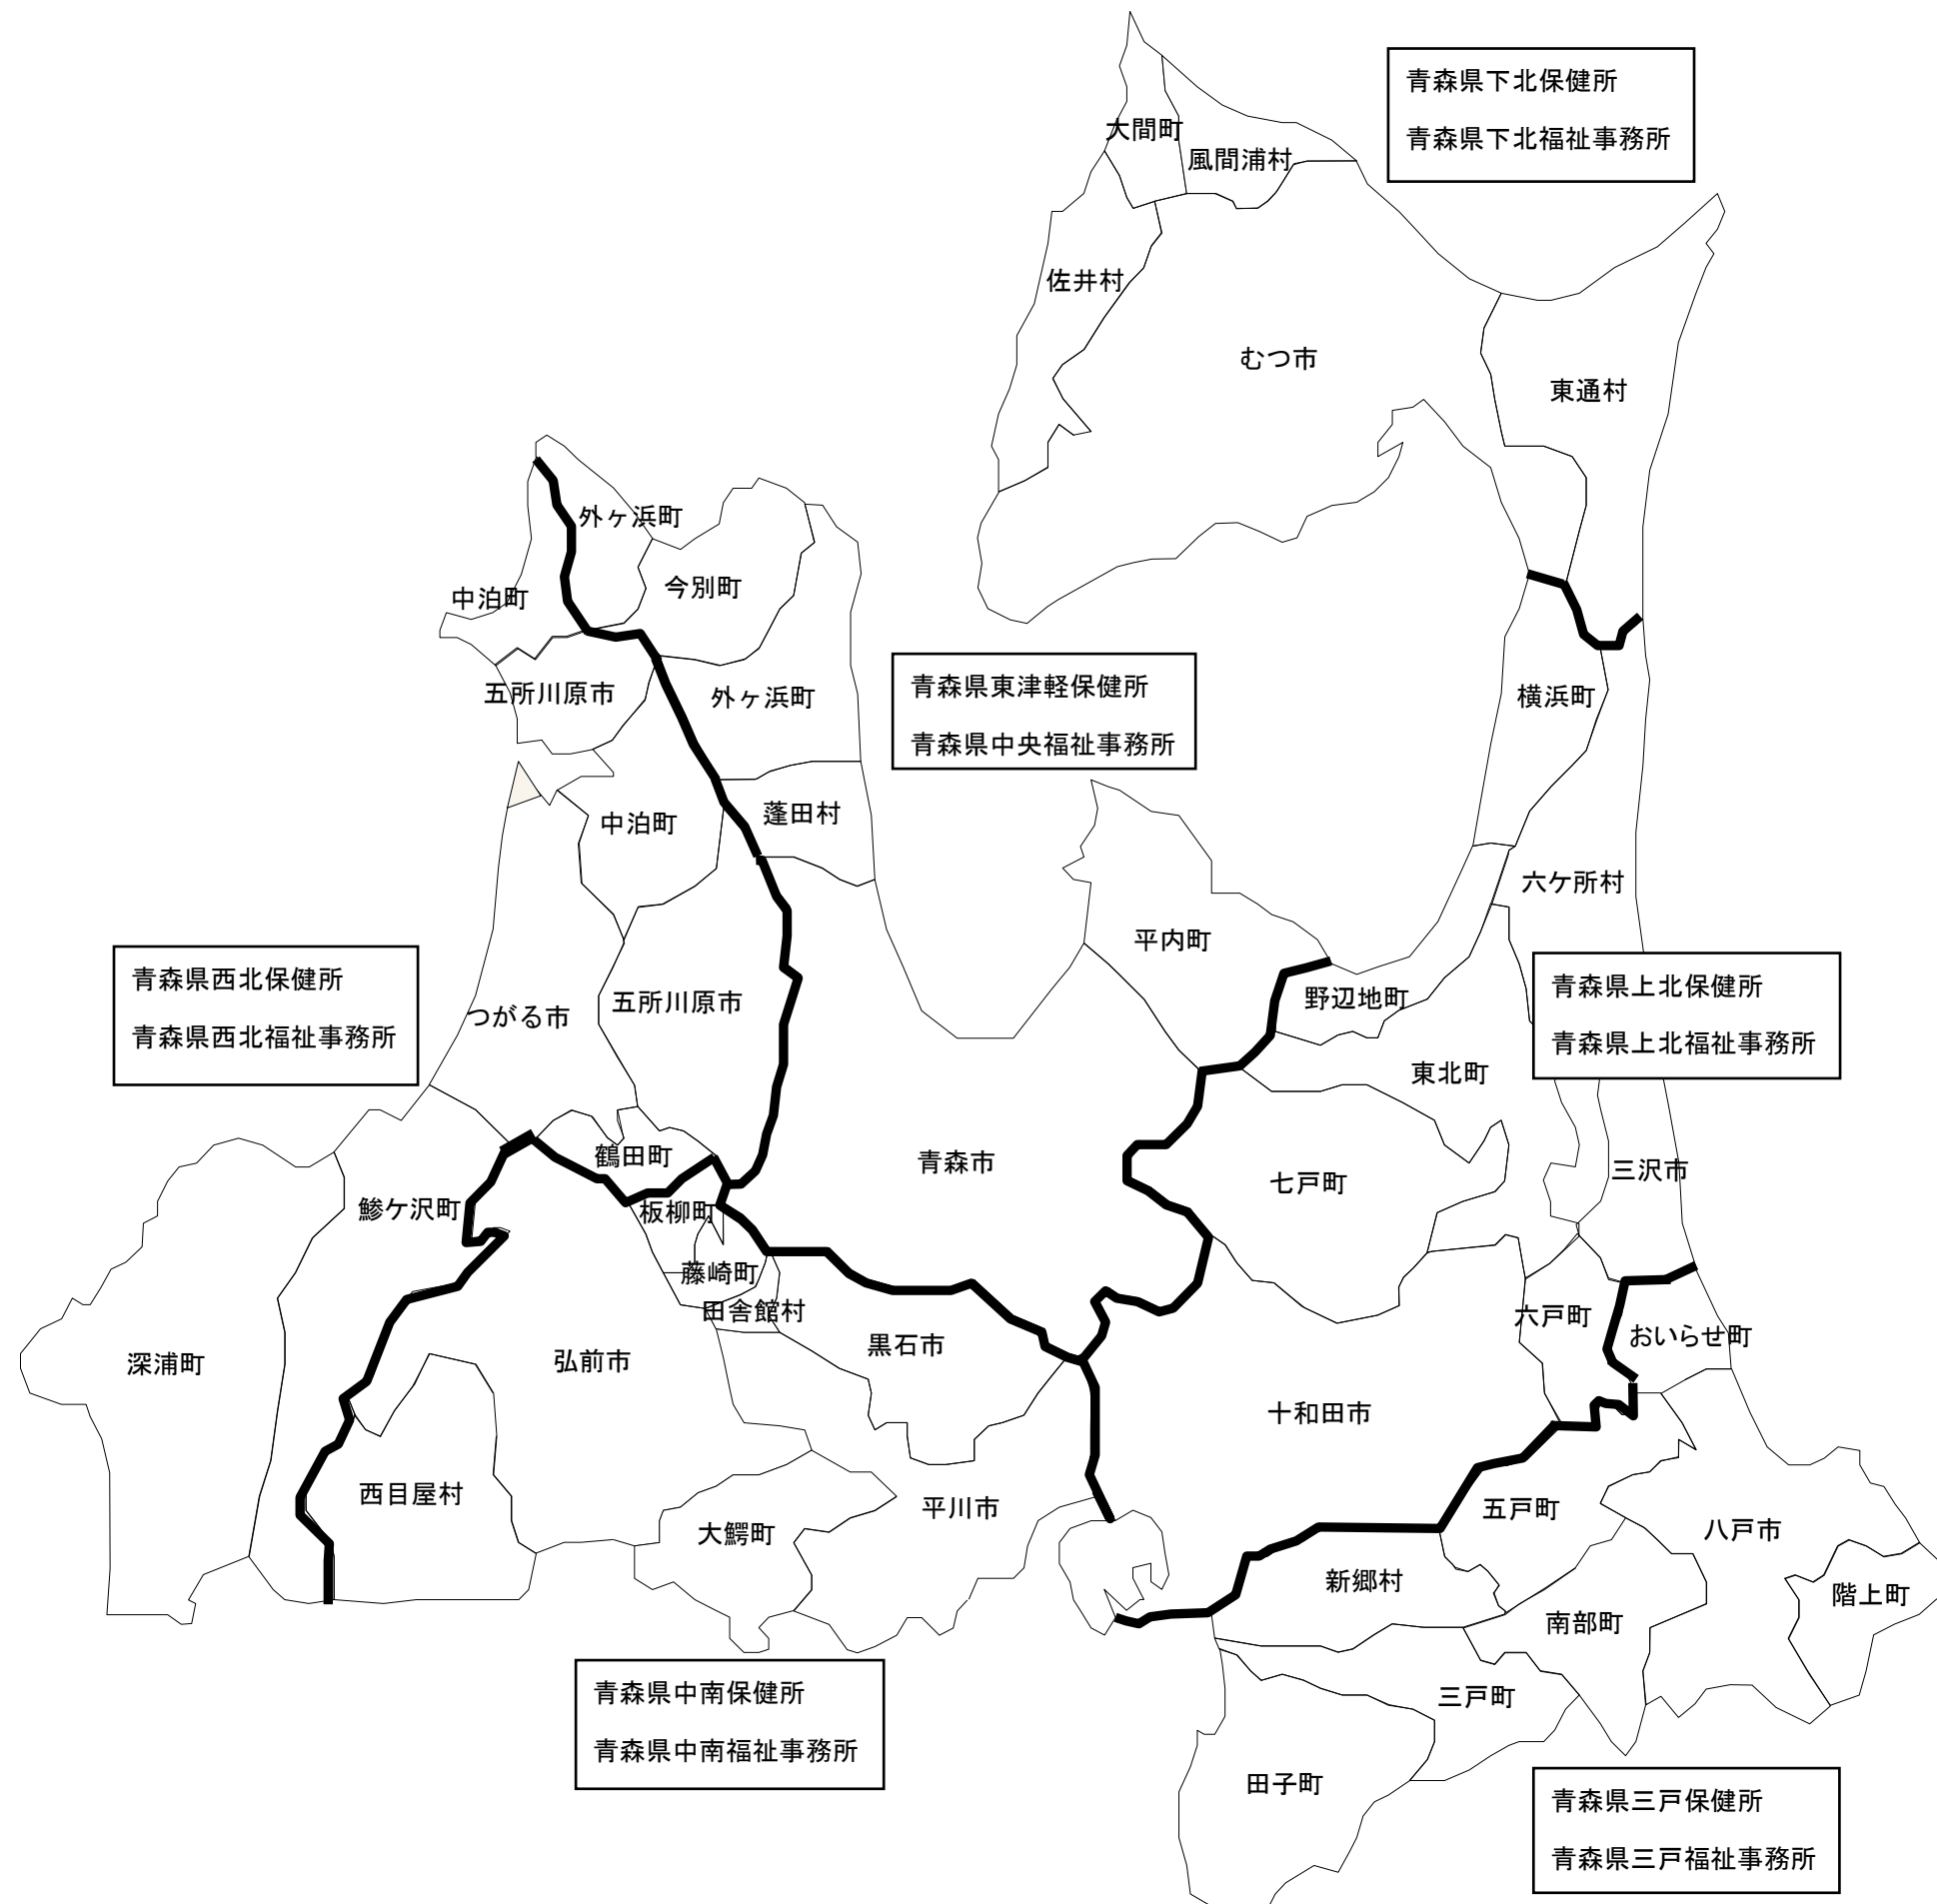 青森県下北保健所
青森県下北福祉事務所
大間町
風間浦村
佐井村
むつ市
東通村
外ヶ浜町
今別町
中泊町
五所川原市
外ヶ浜町
青森県東津軽保健所
青森県中央福祉事務所
横浜町
中泊町
蓬田村
六ケ所村
平内町
青森県西北保健所
青森県西北福祉事務所
つがる市
五所川原市
野辺地町
青森県上北保健所
青森県上北福祉事務所
東北町
鶴田町
青森市
七戸町
三沢市
鰺ケ沢町
板柳町
藤崎町
田舎館村
六戸町
おいらせ町
深浦町
弘前市
黒石市
十和田市
西目屋村
大鰐町
平川市
五戸町
八戸市
新郷村
階上町
南部町
青森県中南保健所
青森県中南福祉事務所
三戸町
田子町
青森県三戸保健所
青森県三戸福祉事務所